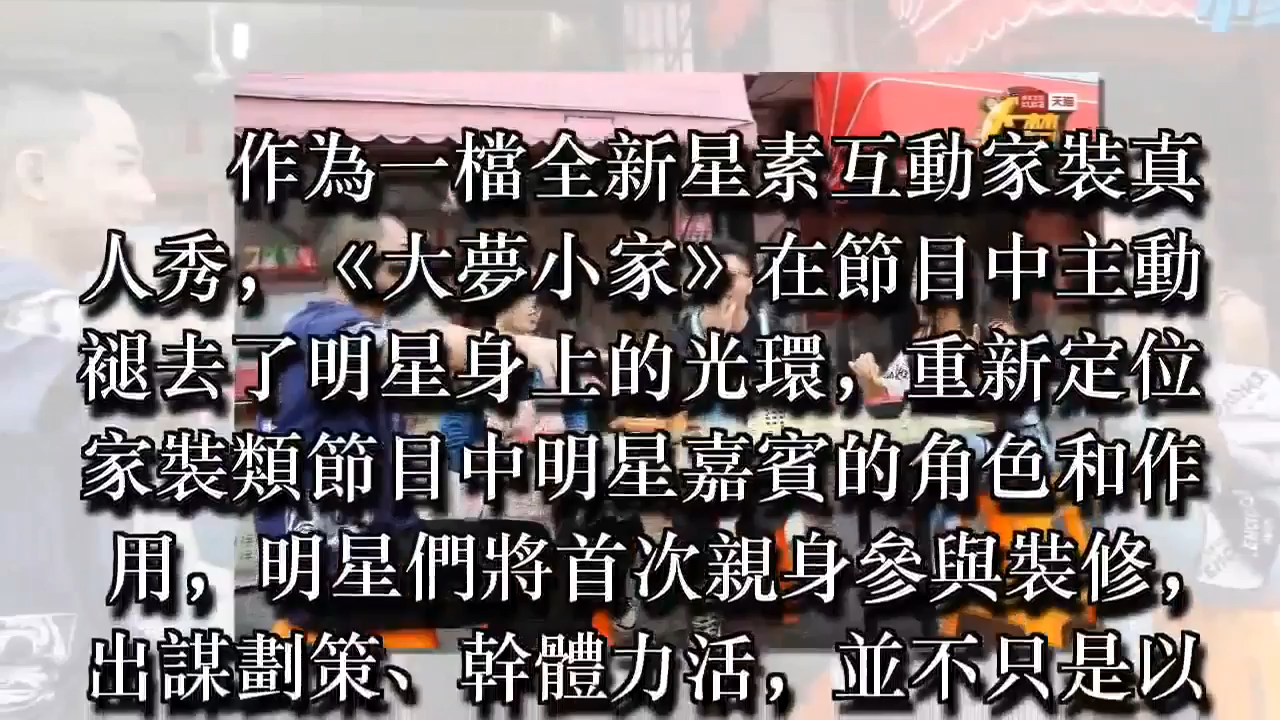 作為一檔全新星素互動家裝真
人秀，《大夢小家》在節目中主動
褪去了明星身上的光環，重新定位
家裝類節目中明星嘉賓的角色和作
用，明星們將首次親身參與裝修，
出謀劃策、幹體力活，並不只是以
天猫